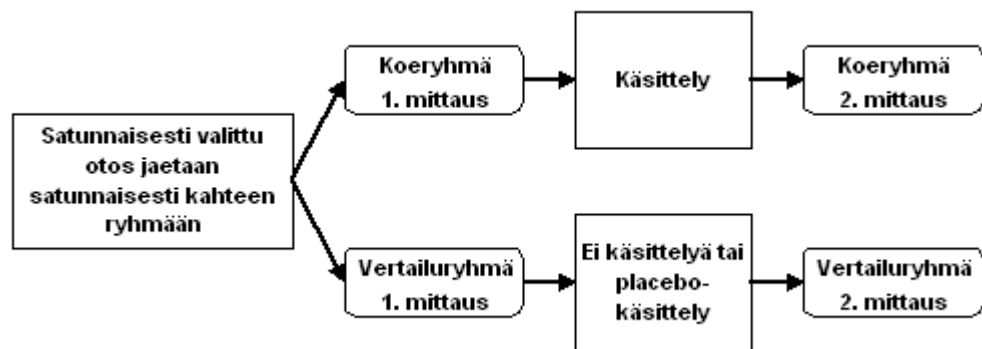 Satunnaisesti valittu
otos jaetaan
satunnaisesti kahteen
ryhmään
Koeryhmä
1. mittaus
Käsittely
Koeryhmä
2. mittaus
Vertailuryhmä
1. mittaus
Ei käsittelyä tai
placebo-
käsittely
Vertailuryhmä
2. mittaus